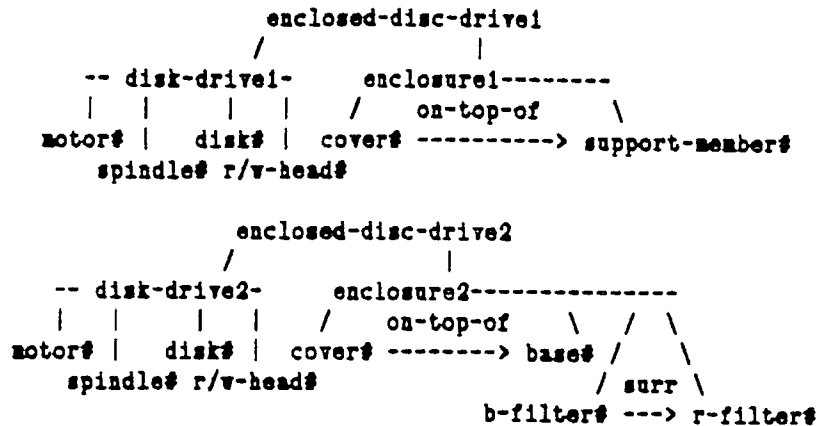 enclosed-disc-drive1
/ |
-- disk-drive1- enclosure1--------
| | | | / on-top-of \
motor# | disk# | cover# ----------> support-member#
spindle# r/w-head#
enclosed-disc-drive2
/ |
-- disk-drive2- enclosure2---------------
| | | | / on-top-of \ / \
motor# | disk# | cover# --------> base# / \
spindle# r/w-head# / surr \
b-filter# ---> r-filter#